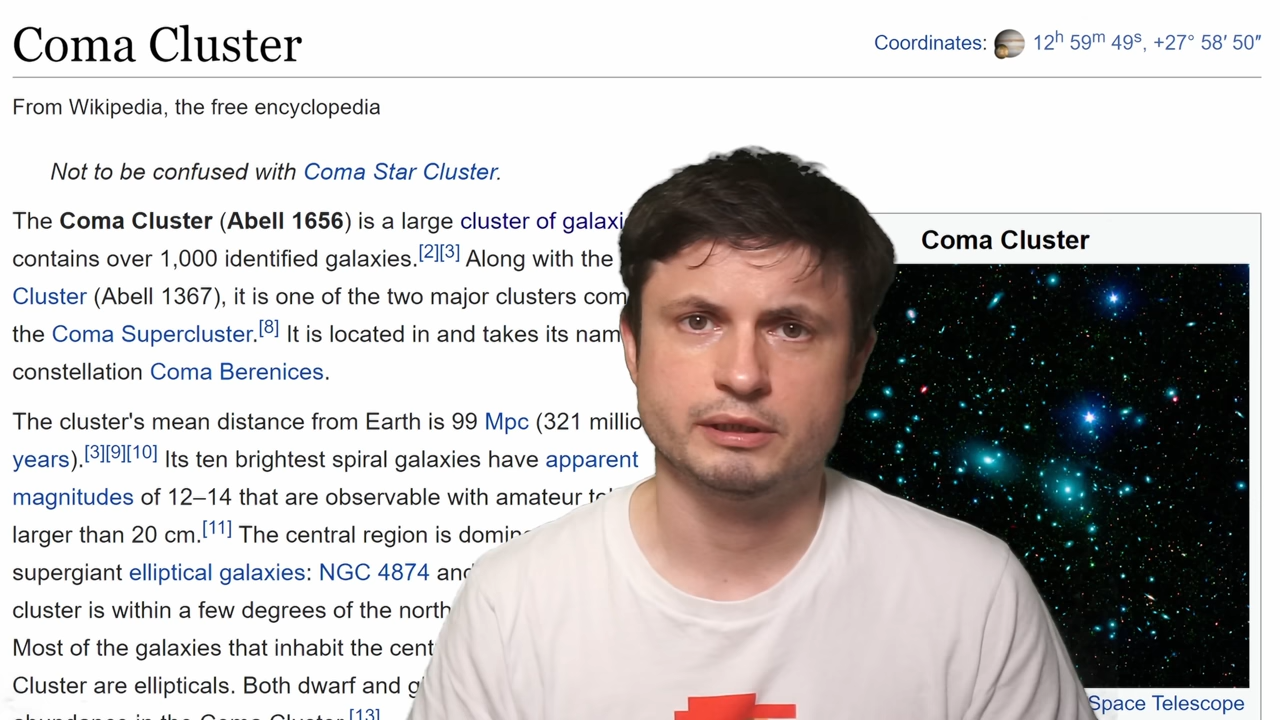 Coma Cluster
Coordinates: 12h 59m 49s, +27° 58′ 50″
From Wikipedia, the free encyclopedia
Not to be confused with Coma Star Cluster.
The Coma Cluster (Abell 1656) is a large cluster of
contains over 1,000 identified galaxies.[2][3] Along with the
Cluster (Abell 1367), it is one of the two major clusters
the Coma Supercluster.[8] It is located in and takes its
constellation Coma Berenices.
The cluster's mean distance from Earth is 99 Mpc (321
years).[3][9][10] Its ten brightest spiral galaxies have apparent
magnitudes of 12–14 that are observable with amateur
larger than 20 cm.[11] The central region is
supergiant elliptical galaxies: NGC 4874 and
cluster is within a few degrees of the north
Most of the galaxies that inhabit the
Cluster are ellipticals. Both dwarf and
abundance in the Coma Cluster.[13]
Coma Cluster
Space Telescope